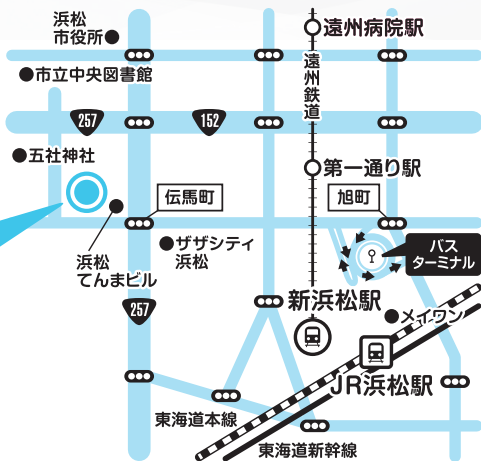 浜松
市役所
遠州病院駅
市立中央図書館
遠州鉄道
257
152
五社神社
第一通り駅
伝馬町
旭町
ザザシティ
浜松
バス
ターミナル
浜松
てんまビル
257
新浜松駅
メイワン
JR浜松駅
東海道本線
東海道新幹線